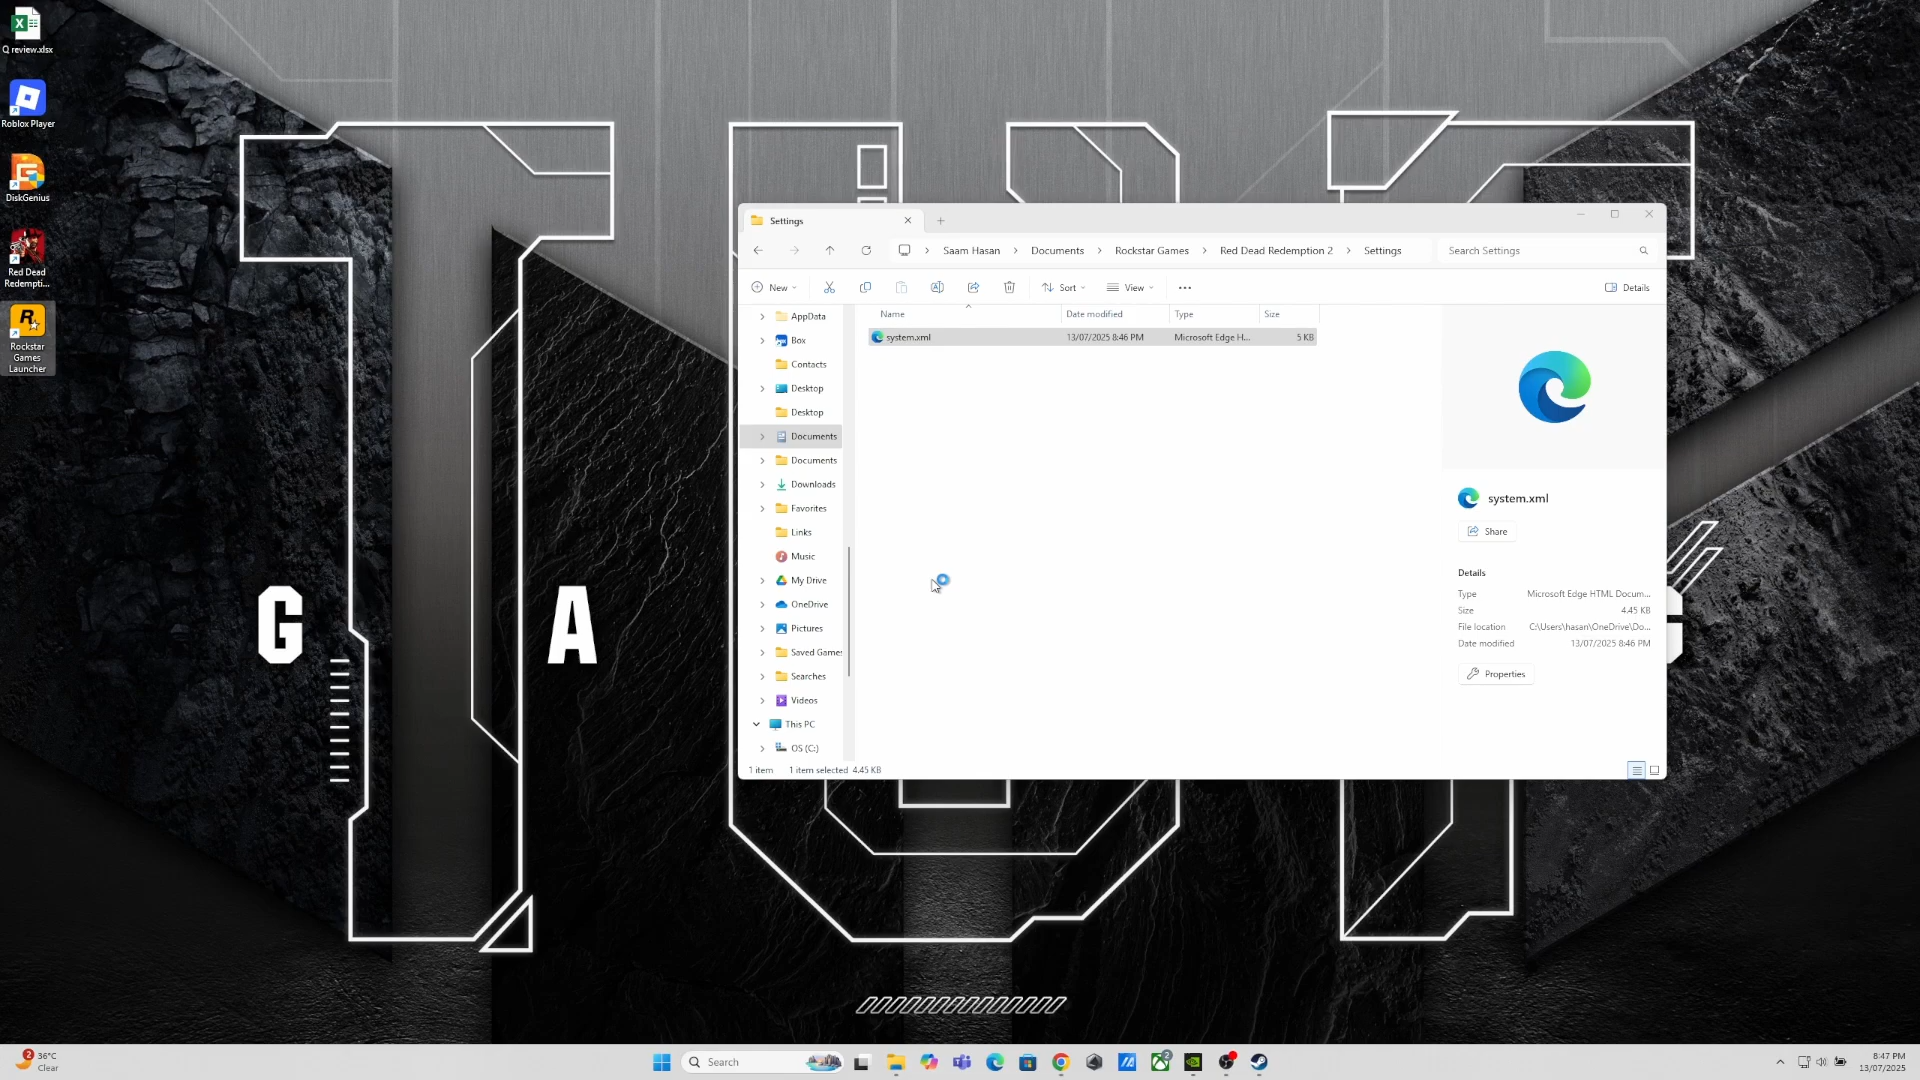 Q review.xlsx
Roblox Player
DiskGenius
Red Dead
Redempti...
Rockstar
Games
Launcher
G
A
Settings
Saam Hasan > Documents > Rockstar Games > Red Dead Redemption 2 > Settings
Search Settings
New
Sort
View
Details
AppData
Box
Contacts
Desktop
Desktop
Documents
Documents
Downloads
Favorites
Links
Music
My Drive
OneDrive
Pictures
Saved Games
Searches
Videos
This PC
OS (C:)
Name Date modified Type Size
system.xml 13/07/2025 8:46 PM Microsoft Edge H... 5 KB
system.xml
Share
Details
Type Microsoft Edge HTML Docum...
Size 4.45 KB
File location C:\Users\hasan\OneDrive\Do...
Date modified 13/07/2025 8:46 PM
Properties
1 item 1 item selected 4.45 KB
2
36°C
Clear
Search
2
8:47 PM
13/07/2025